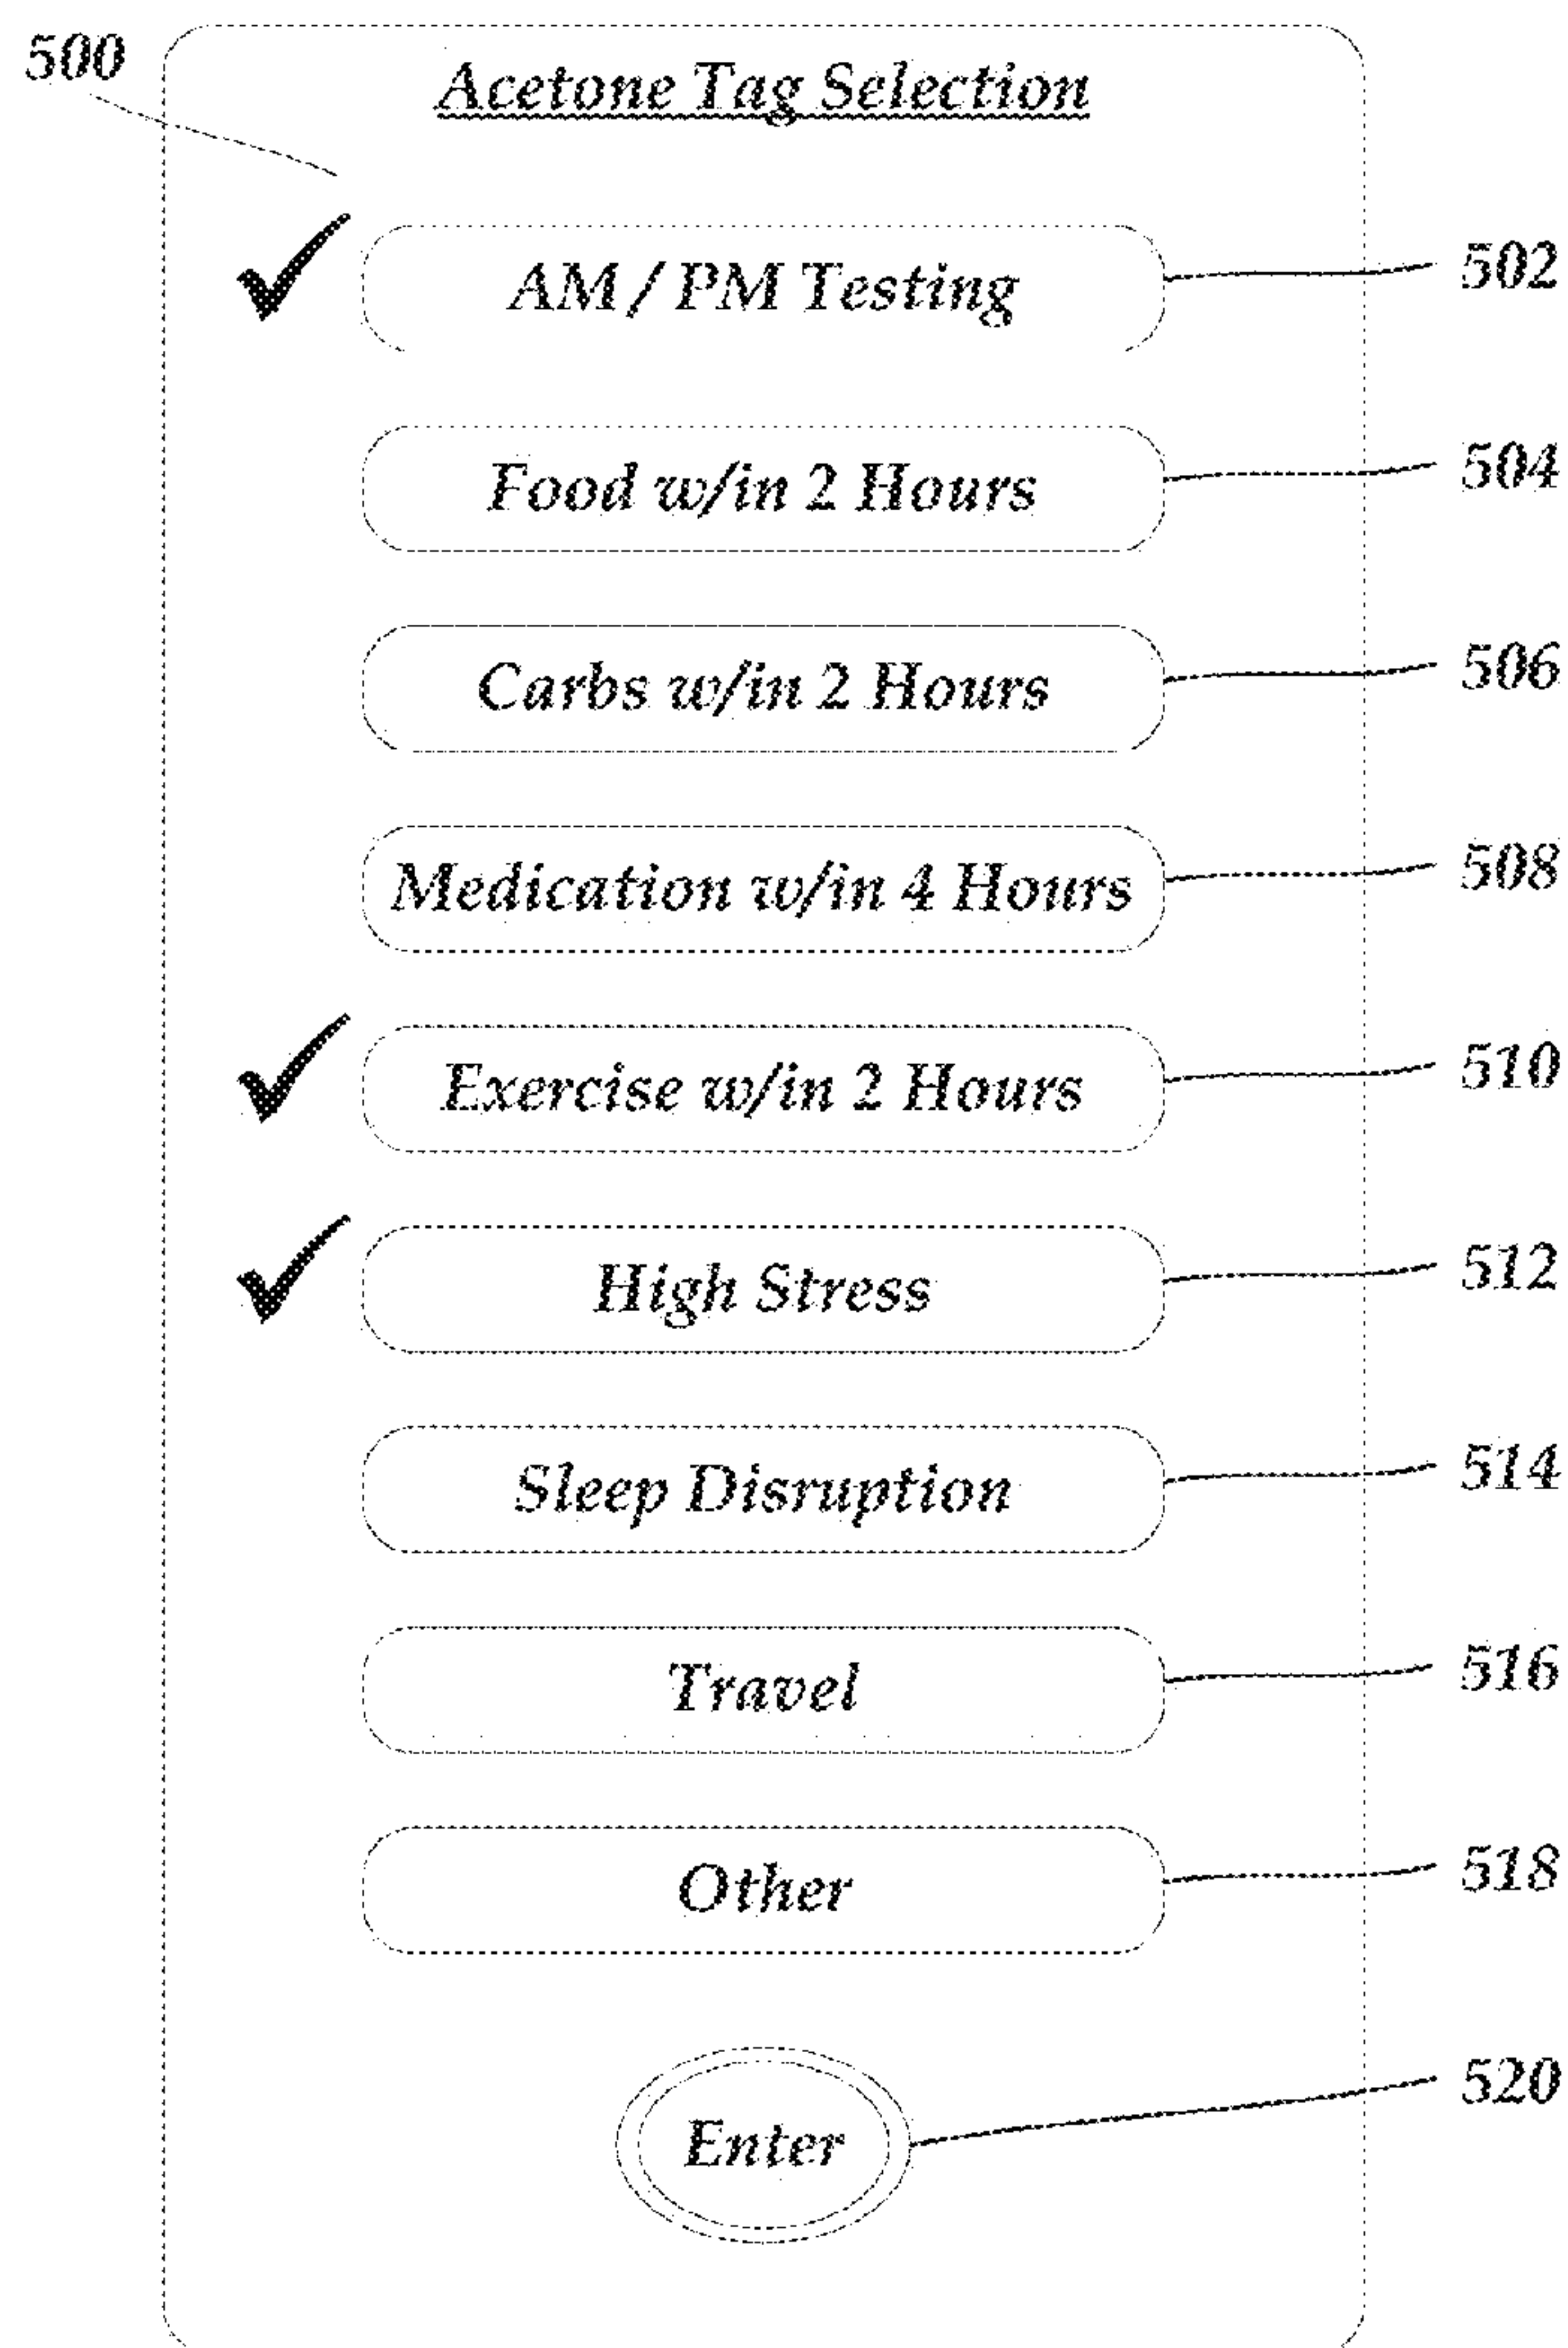 500
Acetone Tag Selection
AM / PM Testing 502
Food w/in 2 Hours 504
Carbs w/in 2 Hours 506
Medication w/in 4 Hours 508
Exercise w/in 2 Hours 510
High Stress 512
Sleep Disruption 514
Travel 516
Other 518
Enter 520